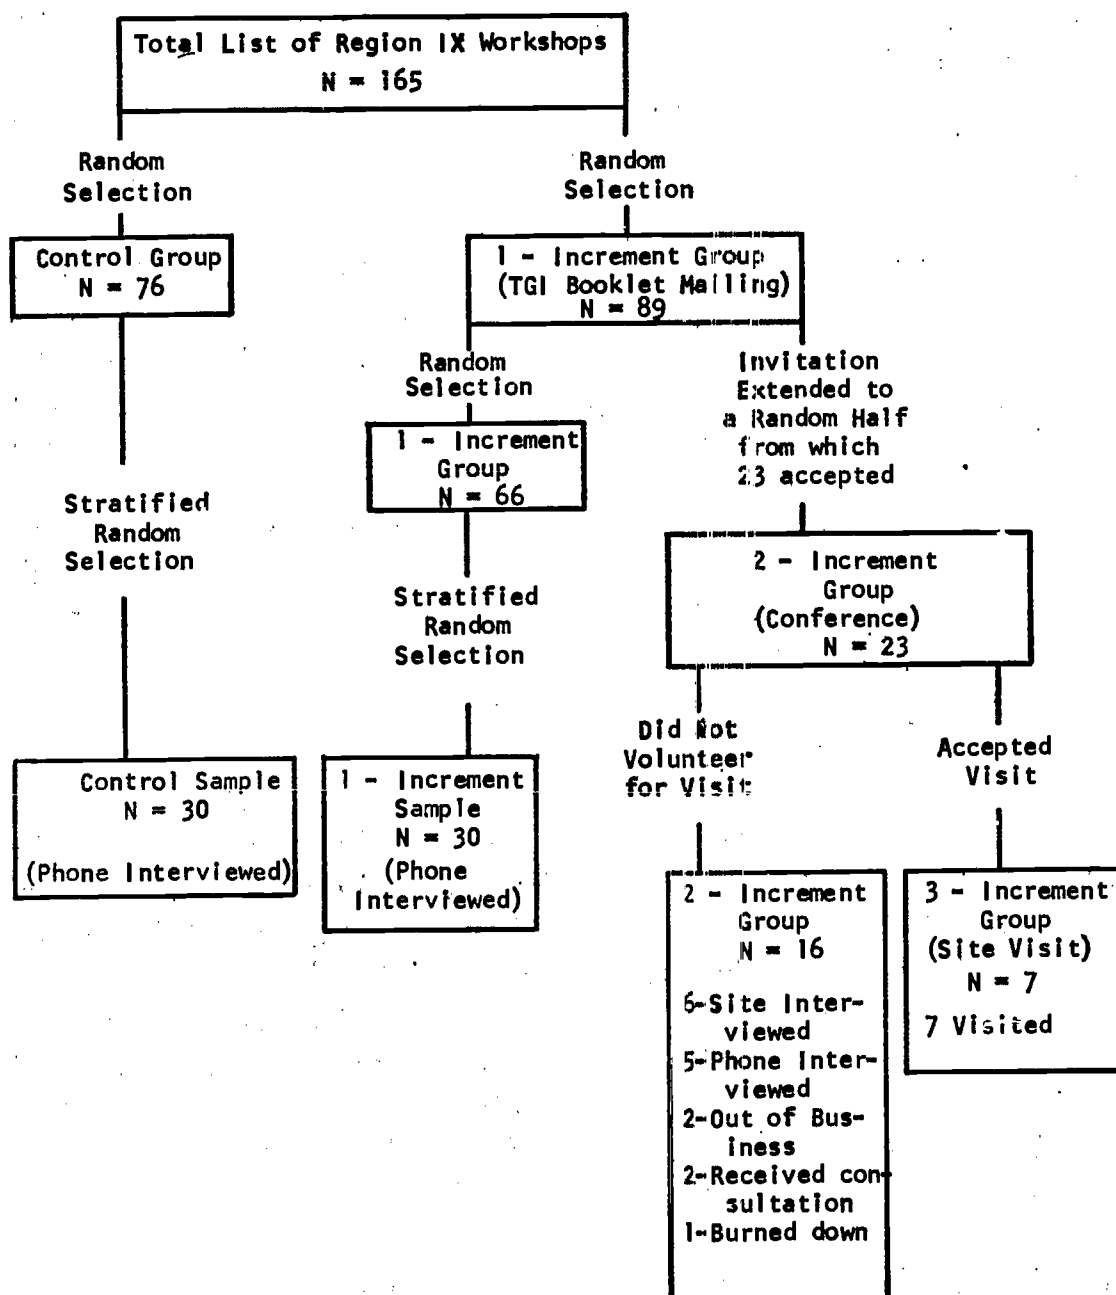 Total List of Region IX Workshops
N = 165
Random
Selection
Random
Selection
Control Group
N = 76
1 - Increment Group
(TGI Booklet Mailing)
N = 89
Random
Selection
Invitation
Extended to
a Random Half
from which
23 accepted
1 - Increment
Group
N = 66
Stratified
Random
Selection
Stratified
Random
Selection
2 - Increment
Group
(Conference)
N = 23
Did Not
Volunteer
for Visit
Accepted
Visit
Control Sample
N = 30
(Phone Interviewed)
1 - Increment
Sample
N = 30
(Phone
Interviewed)
2 - Increment
Group
N = 16
6-Site Inter-
viewed
5-Phone Inter-
viewed
2-Out of Bus-
iness
2-Received con-
sultation
1-Burned down
3 - Increment
Group
(Site Visit)
N = 7
7 Visited